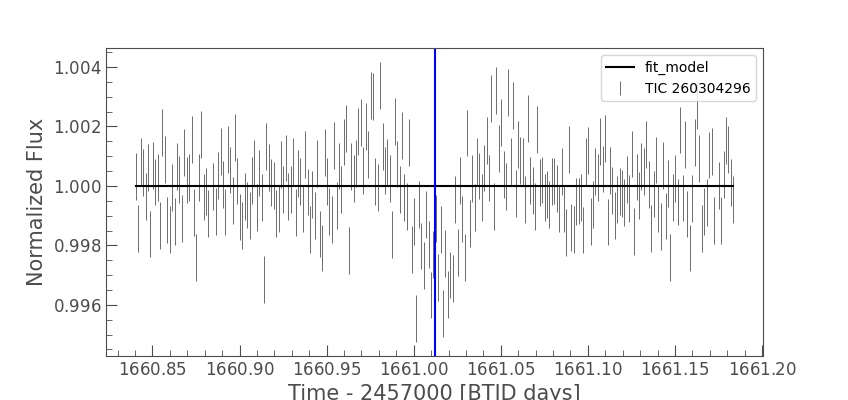 1.004
1.002
1.000
0.998
0.996
Normalized Flux
fit_model
TIC 260304296
1660.85 1660.90 1660.95 1661.00 1661.05 1661.10 1661.15 1661.20
Time - 2457000 [BTJD days]